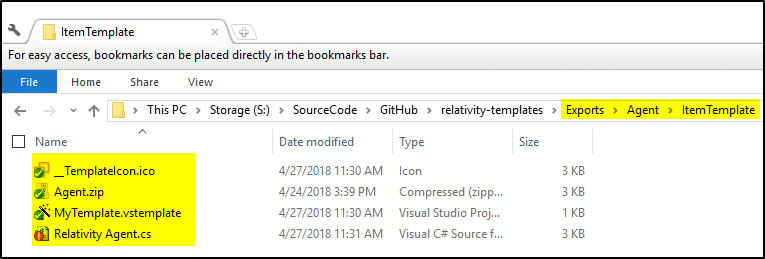 ItemTemplate
For easy access, bookmarks can be placed directly in the bookmarks bar.
File Home Share View
This PC Storage (S:) SourceCode GitHub relativity-templates Exports Agent ItemTemplate
Name Date modified Type Size
__TemplateIcon.ico 4/27/2018 11:30 AM Icon 3 KB
Agent.zip 4/24/2018 3:39 PM Compressed (zipp... 3 KB
MyTemplate.vstemplate 4/27/2018 11:30 AM Visual Studio Proj... 1 KB
Relativity Agent.cs 4/27/2018 11:31 AM Visual C# Source f... 3 KB